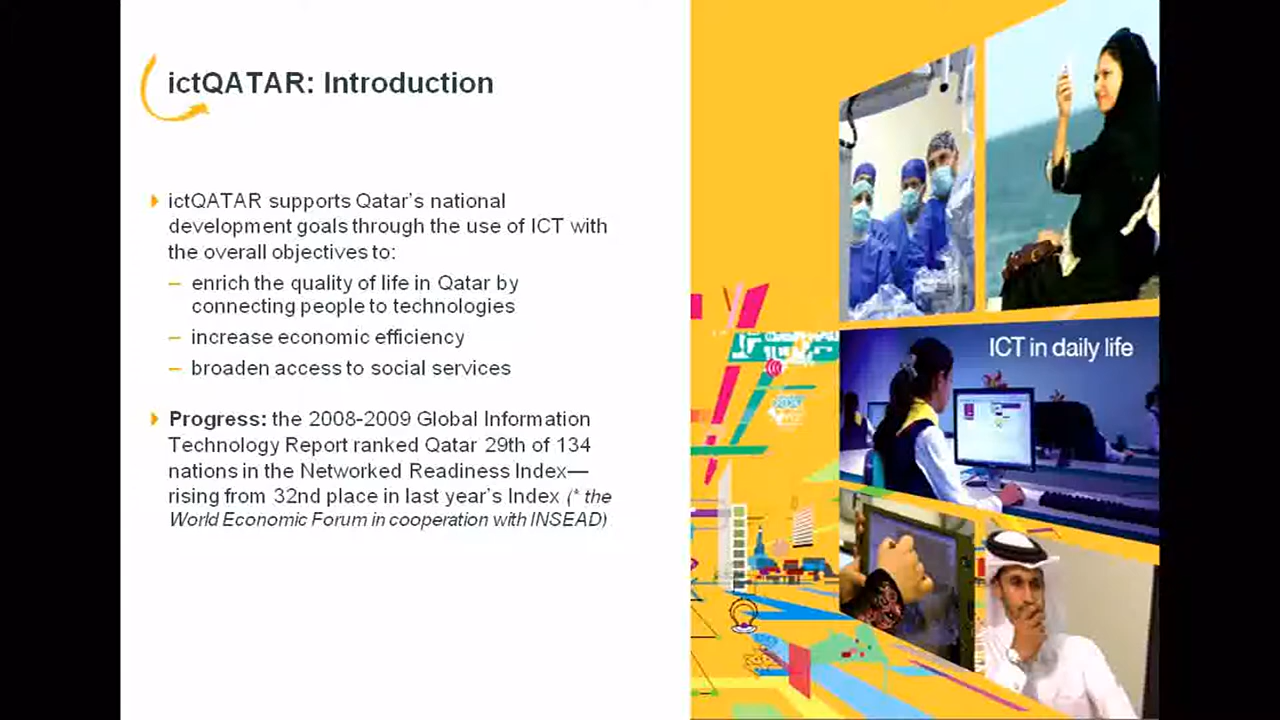 ictQATAR: Introduction
ictQATAR supports Qatar's national
development goals through the use of ICT with
the overall objectives to:
– enrich the quality of life in Qatar by
connecting people to technologies
– increase economic efficiency
– broaden access to social services
Progress: the 2008-2009 Global Information
Technology Report ranked Qatar 29th of 134
nations in the Networked Readiness Index—
rising from 32nd place in last year's Index (* the
World Economic Forum in cooperation with INSEAD)
ICT in daily life